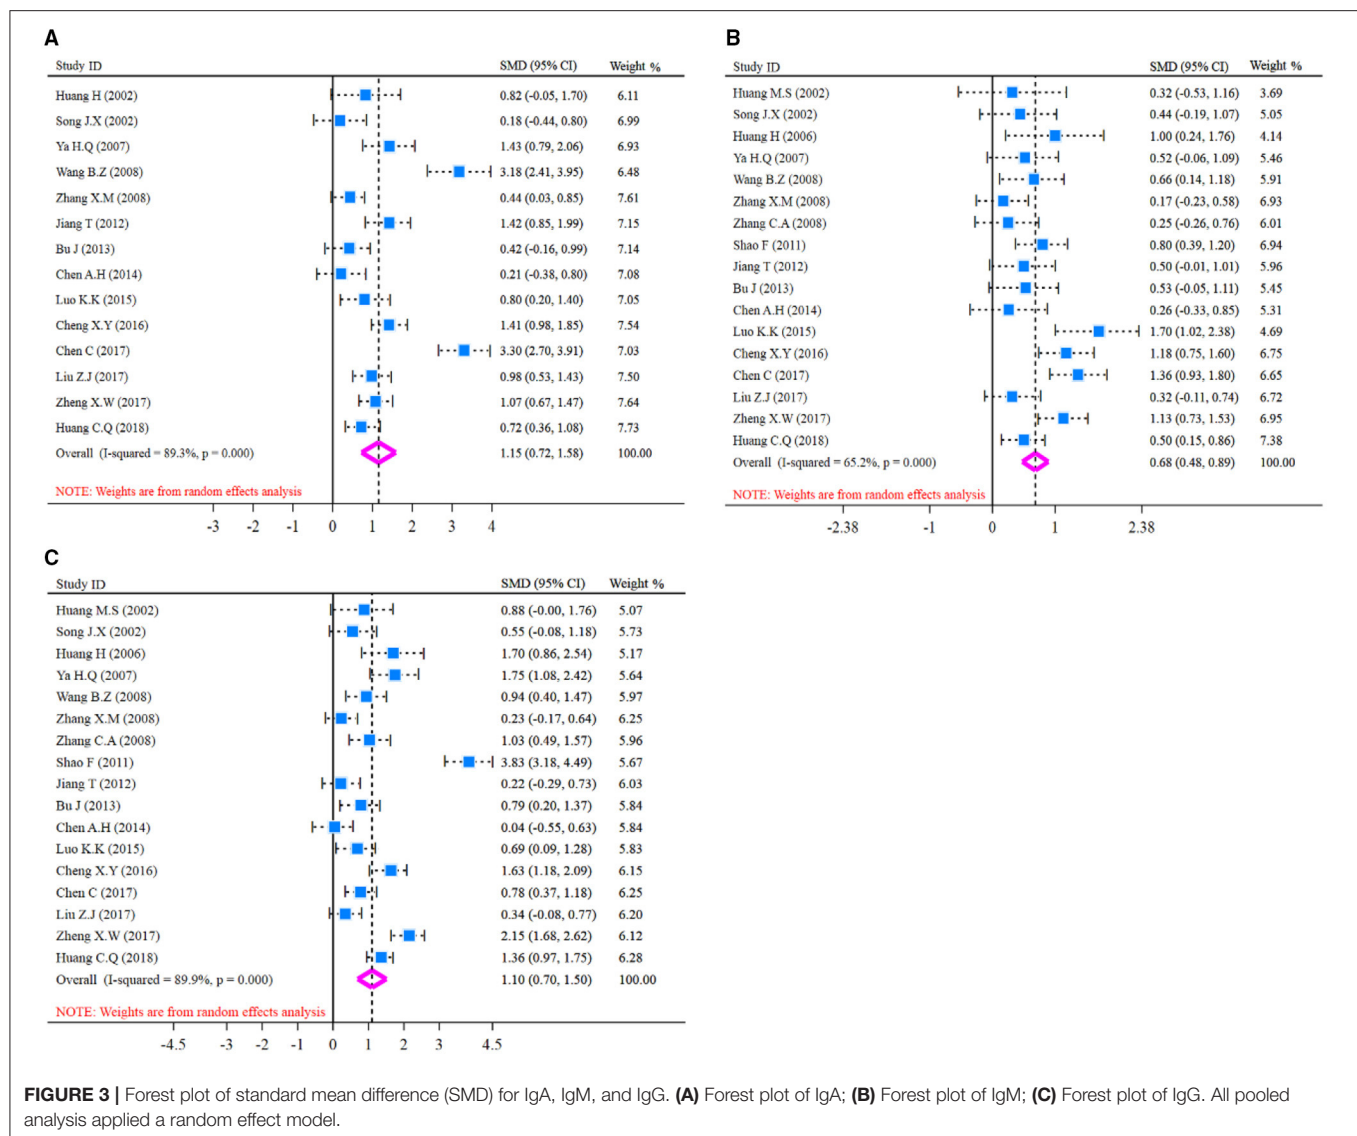 A
Study ID SMD (95% CI) Weight %
Huang H (2002) 0.82 (-0.05, 1.70) 6.11
Song J.X (2002) 0.18 (-0.44, 0.80) 6.99
Ya H.Q (2007) 1.43 (0.79, 2.06) 6.93
Wang B.Z (2008) 3.18 (2.41, 3.95) 6.48
Zhang X.M (2008) 0.44 (0.03, 0.85) 7.61
Jiang T (2012) 1.42 (0.85, 1.99) 7.15
Bu J (2013) 0.42 (-0.16, 0.99) 7.14
Chen A.H (2014) 0.21 (-0.38, 0.80) 7.08
Luo K.K (2015) 0.80 (0.20, 1.40) 7.05
Cheng X.Y (2016) 1.41 (0.98, 1.85) 7.54
Chen C (2017) 3.30 (2.70, 3.91) 7.03
Liu Z.J (2017) 0.98 (0.53, 1.43) 7.50
Zheng X.W (2017) 1.07 (0.67, 1.47) 7.64
Huang C.Q (2018) 0.72 (0.36, 1.08) 7.73
Overall (I-squared = 89.3%, p = 0.000) 1.15 (0.72, 1.58) 100.00
NOTE: Weights are from random effects analysis
-3 -2 -1 0 1 2 3 4
B
Study ID SMD (95% CI) Weight %
Huang M.S (2002) 0.32 (-0.53, 1.16) 3.69
Song J.X (2002) 0.44 (-0.19, 1.07) 5.05
Huang H (2006) 1.00 (0.24, 1.76) 4.14
Ya H.Q (2007) 0.52 (-0.06, 1.09) 5.46
Wang B.Z (2008) 0.66 (0.14, 1.18) 5.91
Zhang X.M (2008) 0.17 (-0.23, 0.58) 6.93
Zhang C.A (2008) 0.25 (-0.26, 0.76) 6.01
Shao F (2011) 0.80 (0.39, 1.20) 6.94
Jiang T (2012) 0.50 (-0.01, 1.01) 5.96
Bu J (2013) 0.53 (-0.05, 1.11) 5.45
Chen A.H (2014) 0.26 (-0.33, 0.85) 5.31
Luo K.K (2015) 1.70 (1.02, 2.38) 4.69
Cheng X.Y (2016) 1.18 (0.75, 1.60) 6.75
Chen C (2017) 1.36 (0.93, 1.80) 6.65
Liu Z.J (2017) 0.32 (-0.11, 0.74) 6.72
Zheng X.W (2017) 1.13 (0.73, 1.53) 6.95
Huang C.Q (2018) 0.50 (0.15, 0.86) 7.38
Overall (I-squared = 65.2%, p = 0.000) 0.68 (0.48, 0.89) 100.00
NOTE: Weights are from random effects analysis
-2.38 -1 0 1 2.38
C
Study ID SMD (95% CI) Weight %
Huang M.S (2002) 0.88 (-0.00, 1.76) 5.07
Song J.X (2002) 0.55 (-0.08, 1.18) 5.73
Huang H (2006) 1.70 (0.86, 2.54) 5.17
Ya H.Q (2007) 1.75 (1.08, 2.42) 5.64
Wang B.Z (2008) 0.94 (0.40, 1.47) 5.97
Zhang X.M (2008) 0.23 (-0.17, 0.64) 6.25
Zhang C.A (2008) 1.03 (0.49, 1.57) 5.96
Shao F (2011) 3.83 (3.18, 4.49) 5.67
Jiang T (2012) 0.22 (-0.29, 0.73) 6.03
Bu J (2013) 0.79 (0.20, 1.37) 5.84
Chen A.H (2014) 0.04 (-0.55, 0.63) 5.84
Luo K.K (2015) 0.69 (0.09, 1.28) 5.83
Cheng X.Y (2016) 1.63 (1.18, 2.09) 6.15
Chen C (2017) 0.78 (0.37, 1.18) 6.25
Liu Z.J (2017) 0.34 (-0.08, 0.77) 6.20
Zheng X.W (2017) 2.15 (1.68, 2.62) 6.12
Huang C.Q (2018) 1.36 (0.97, 1.75) 6.28
Overall (I-squared = 89.9%, p = 0.000) 1.10 (0.70, 1.50) 100.00
NOTE: Weights are from random effects analysis
-4.5 -3 -2 -1 0 1 2 3 4.5
FIGURE 3 | Forest plot of standard mean difference (SMD) for IgA, IgM, and IgG. (A) Forest plot of IgA; (B) Forest plot of IgM; (C) Forest plot of IgG. All pooled
analysis applied a random effect model.